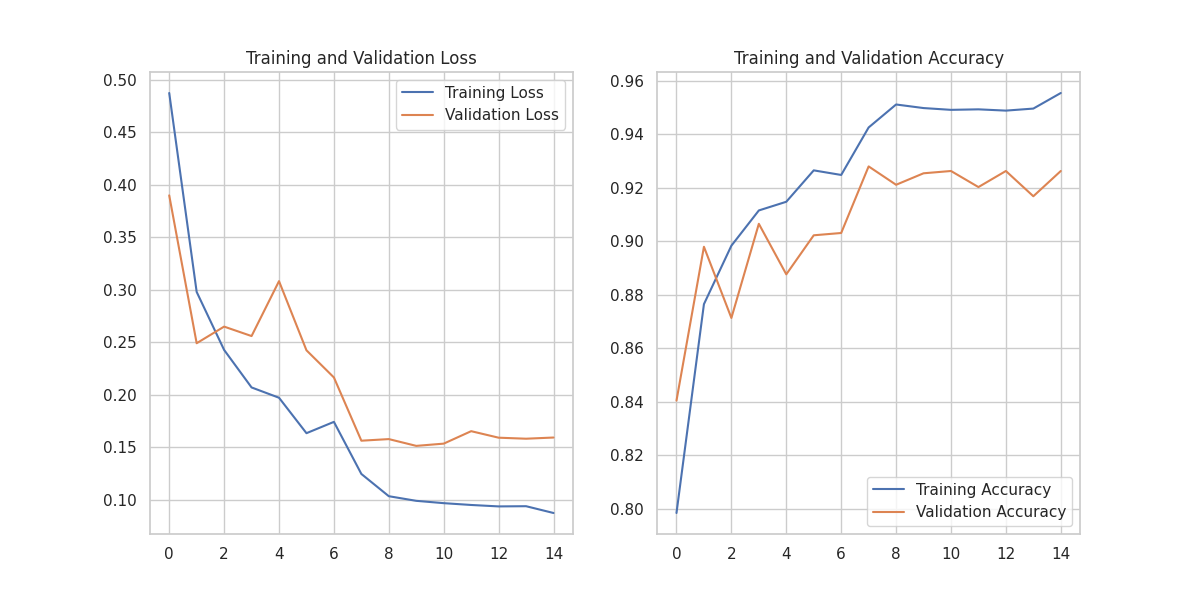 Training and Validation Loss
0.50
0.45
0.40
0.35
0.30
0.25
0.20
0.15
0.10
0 2 4 6 8 10 12 14
Training Loss
Validation Loss
Training and Validation Accuracy
0.96
0.94
0.92
0.90
0.88
0.86
0.84
0.82
0.80
0 2 4 6 8 10 12 14
Training Accuracy
Validation Accuracy